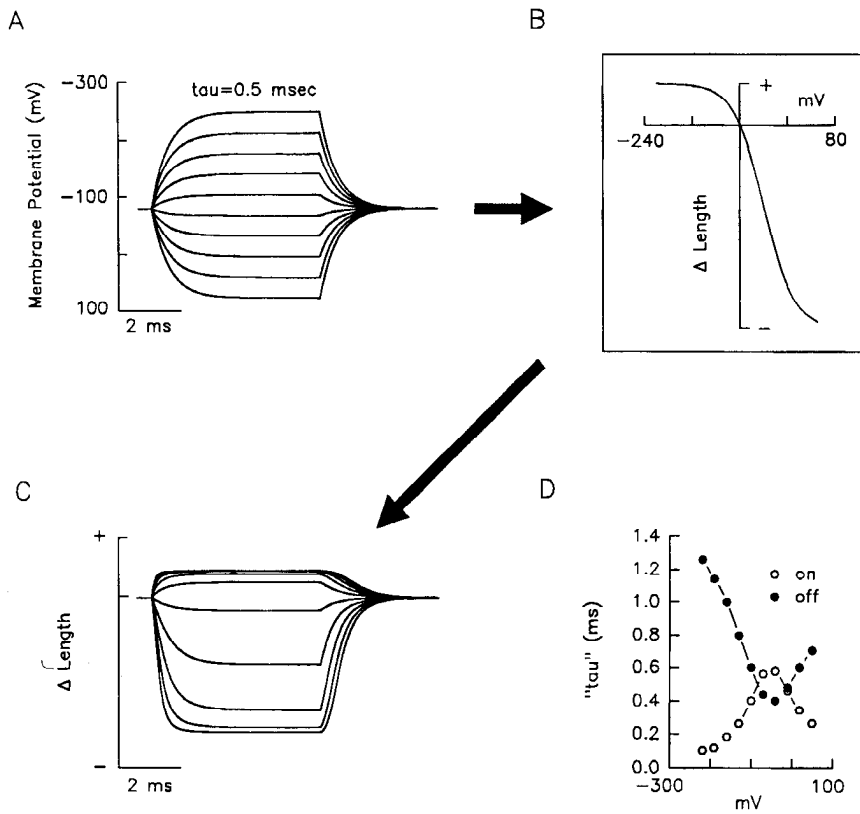 A
Membrane Potential (mV)
-300
-100
100
tau=0.5 msec
2 ms
B
+
mV
-240
80
Δ Length
-
C
+
Δ Length
-
2 ms
D
1.4
1.2
1.0
0.8
0.6
0.4
0.2
0.0
"tau" (ms)
on
off
-300
100
mV